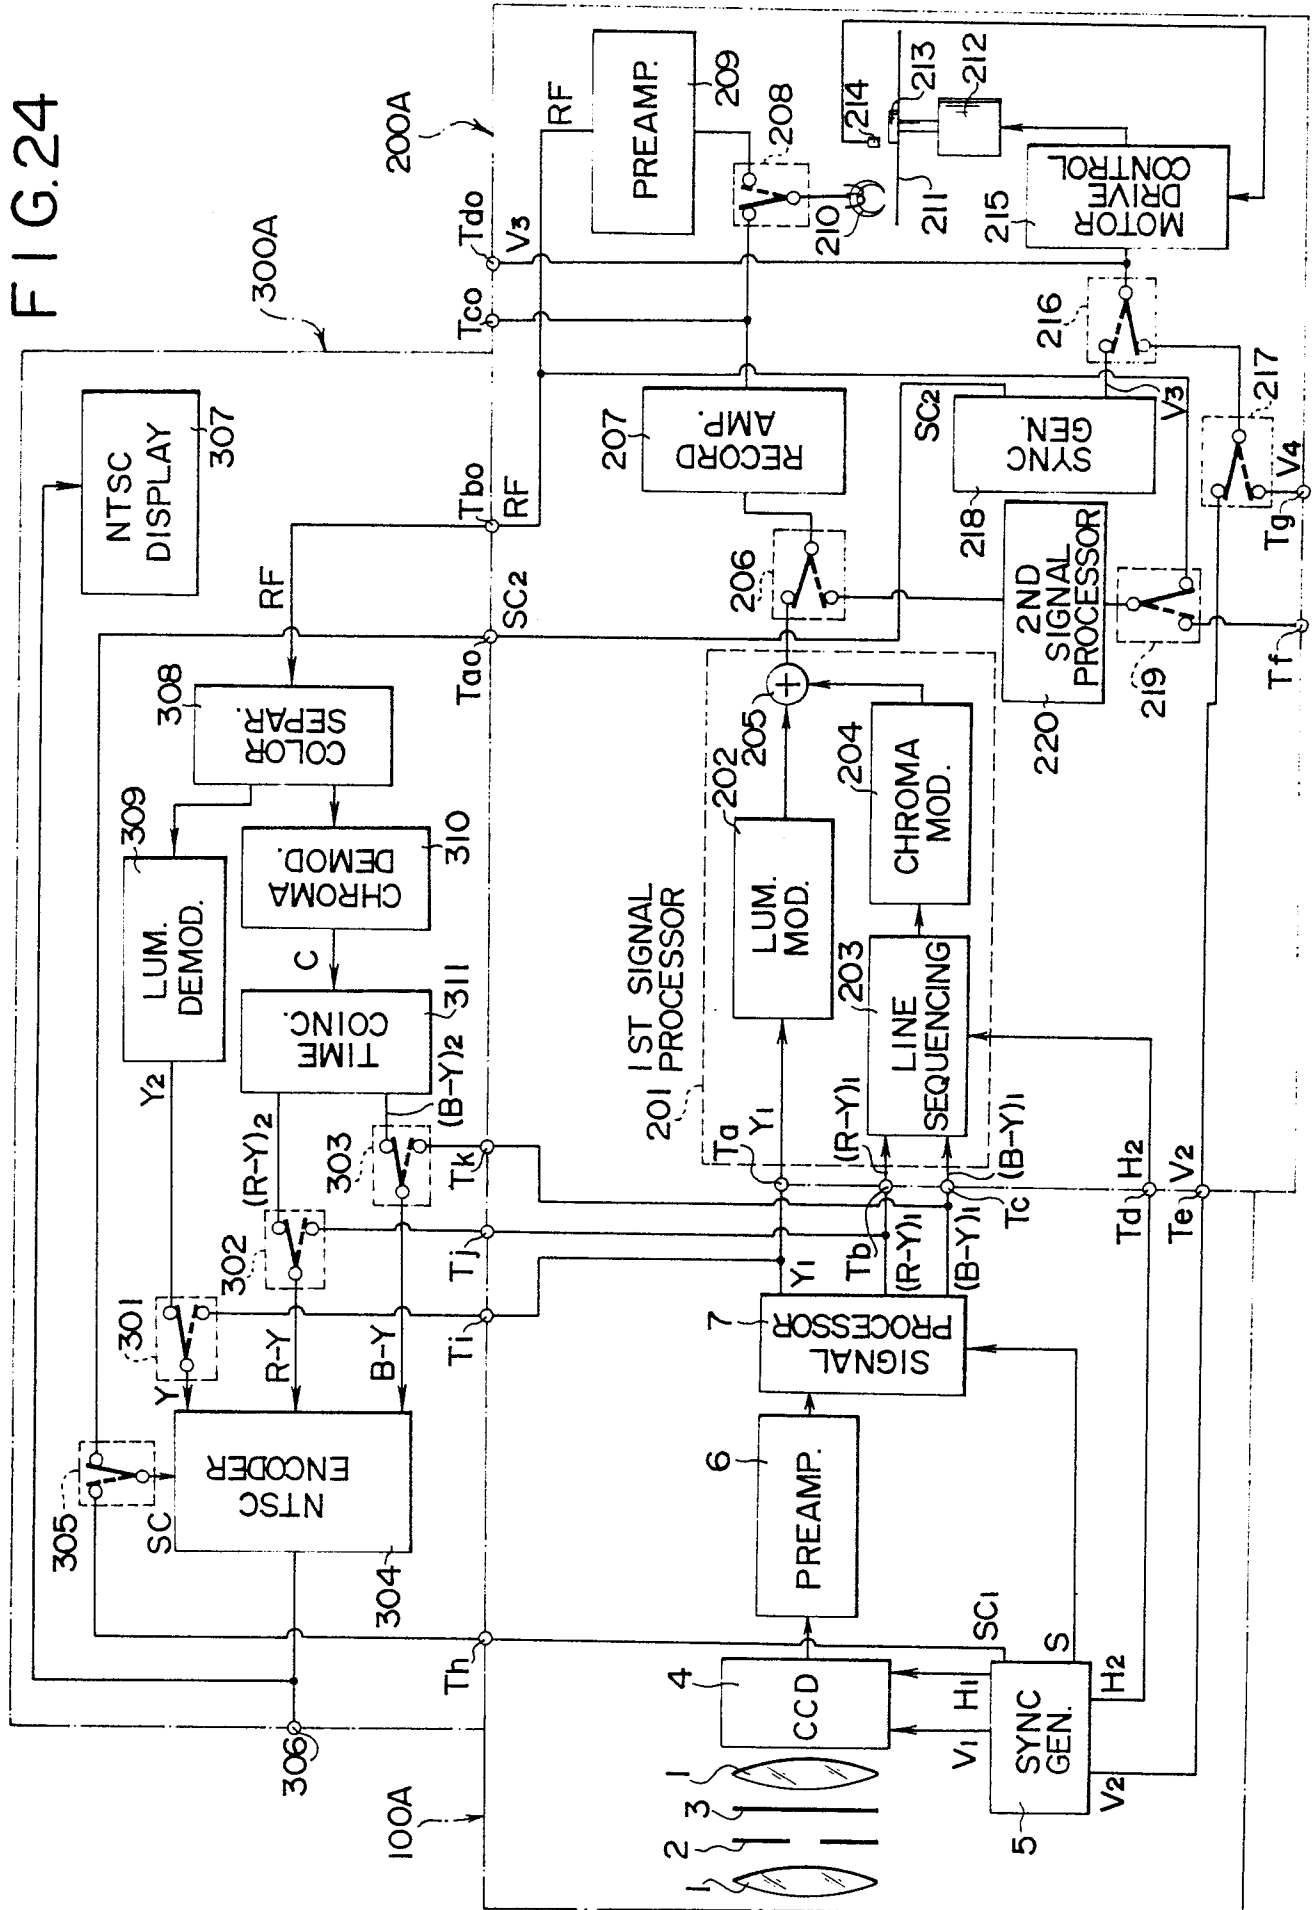 FIG.24
300A
NTSC
DISPLAY
307
RF
308
COLOR
SEPAR.
309
LUM.
DEMOD.
310
CHROMA
DEMOD.
C
311
TIME
COINC.
Y2
(R-Y)2
(B-Y)2
303
302
301
Y
R-Y
B-Y
305
SC
NTSC
ENCODER
304
306
Th
Ti
Tj
Tk
Tao
SC2
Tbo
RF
Tco
Tdo
V3
200A
RF
PREAMP.
209
208
210
211
214
213
212
MOTOR
DRIVE
CONTROL
215
216
217
207
RECORD
AMP.
SC2
SYNC
GEN.
218
V3
V4
Tg
206
2ND
SIGNAL
PROCESSOR
220
219
Tf
1ST SIGNAL
PROCESSOR
201
202
LUM.
MOD.
205
+
204
CHROMA
MOD.
203
LINE
SEQUENCING
Ta
Y1
(R-Y)1
(B-Y)1
Tb
Tc
Td
H2
Te
V2
Y1
(R-Y)1
(B-Y)1
7
SIGNAL
PROCESSOR
6
PREAMP.
4
CCD
SC1
S
H1
V1
SYNC
GEN.
5
H2
V2
100A
1
3
2
1